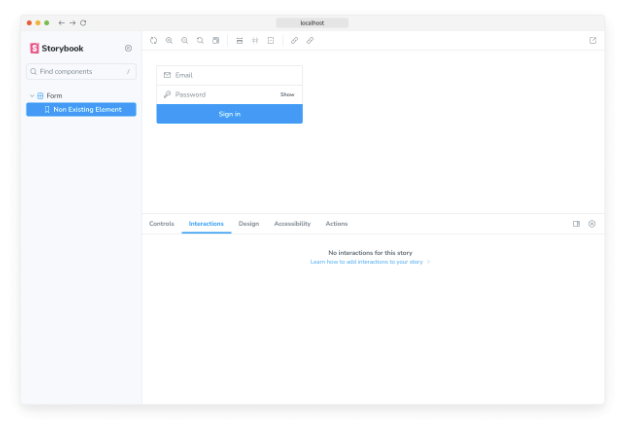 localhost
S Storybook
Find components /
Form
Non Existing Element
Email
Password Show
Sign in
Controls Interactions Design Accessibility Actions
No interactions for this story
Learn how to add interactions to your story